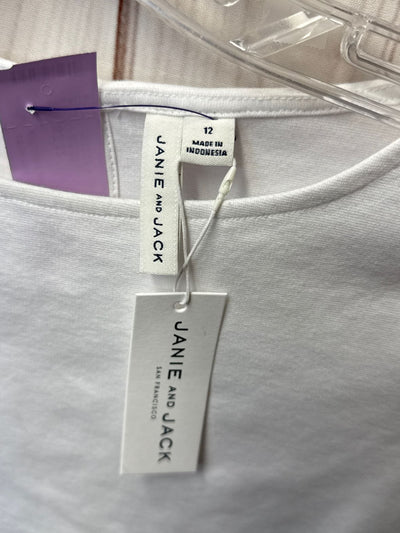 12
MADE IN
INDONESIA
JANIE AND JACK
JANIE AND JACK
SAN FRANCISCO